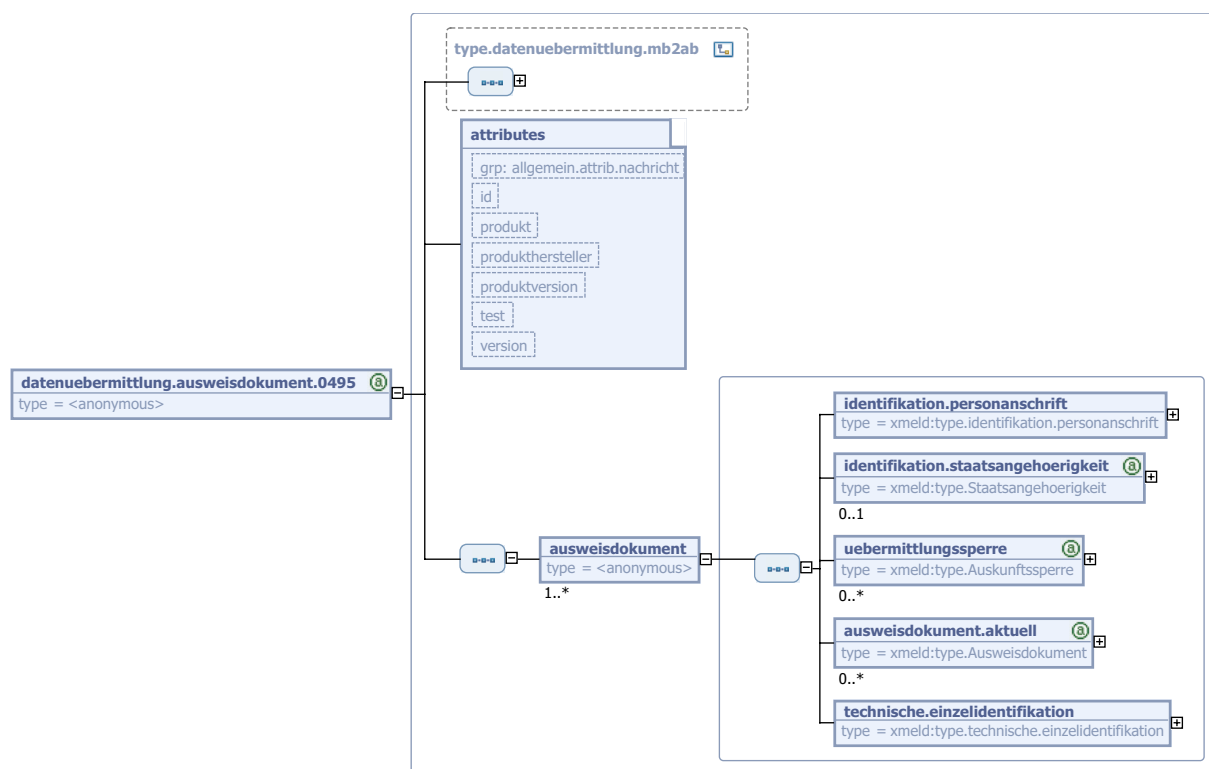 type.datenuebermittlung.mb2ab
attributes
grp: allgemein.attrib.nachricht
id
produkt
produkthersteller
produktversion
test
version
datenuebermittlung.ausweisdokument.0495
type = <anonymous>
ausweisdokument
type = <anonymous>
1..*
identifikation.personanschrift
type = xmeld:type.identifikation.personanschrift
identifikation.staatsangehoerigkeit
type = xmeld:type.Staatsangehoerigkeit
0..1
uebermittlungssperre
type = xmeld:type.Auskunftssperre
0..*
ausweisdokument.aktuell
type = xmeld:type.Ausweisdokument
0..*
technische.einzelidentifikation
type = xmeld:type.technische.einzelidentifikation